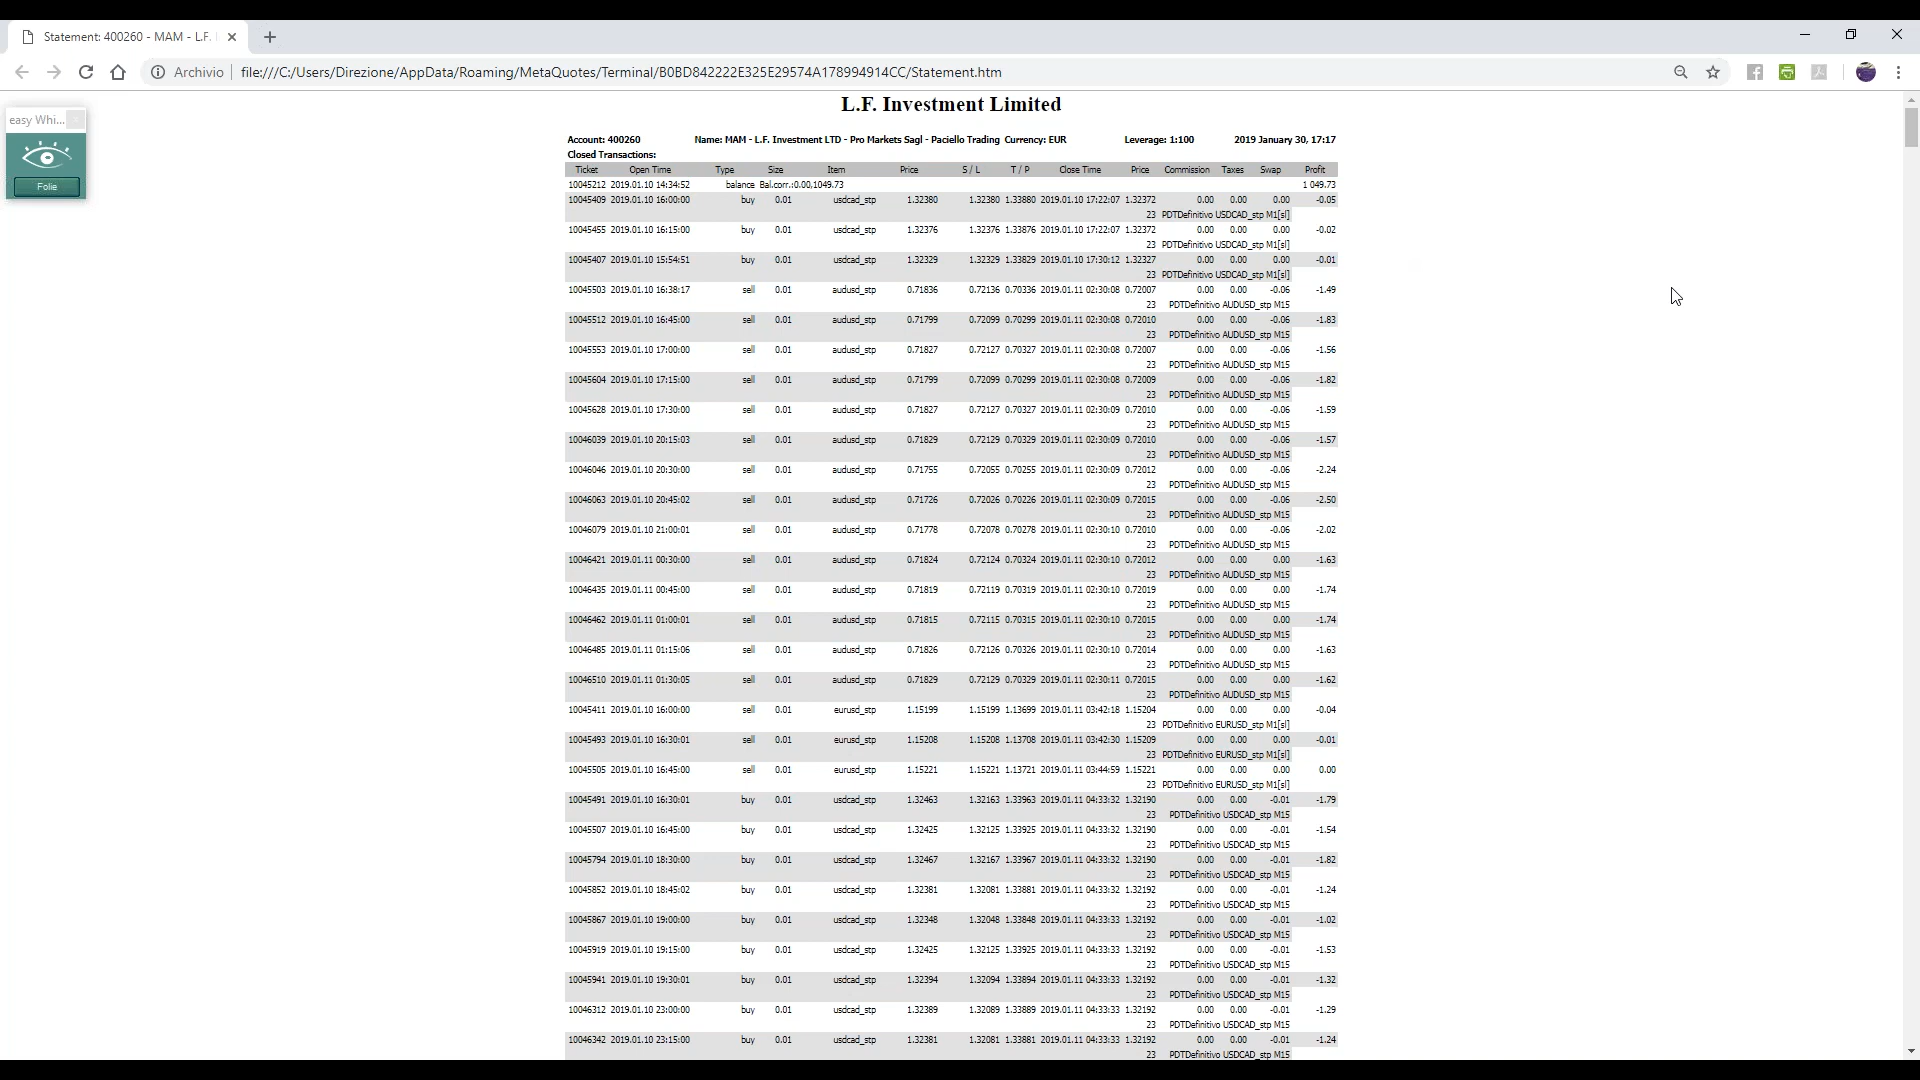 Statement: 400260 - MAM - L.F. I
Archivio file:///C:/Users/Direzione/AppData/Roaming/MetaQuotes/Terminal/B0BD842222E325E29574A178994914CC/Statement.htm
easy Whi...
Folie
L.F. Investment Limited
Account: 400260 Name: MAM - L.F. Investment LTD - Pro Markets Sagl - Paciello Trading Currency: EUR Leverage: 1:100 2019 January 30, 17:17
Closed Transactions:
Ticket Open Time Type Size Item Price S / L T / P Close Time Price Commission Taxes Swap Profit
10045212 2019.01.10 14:34:52 balance Bal.corr.:0.00,1049.73 1 049.73
10045409 2019.01.10 16:00:00 buy 0.01 usdcad_stp 1.32380 1.32380 1.33880 2019.01.10 17:22:07 1.32372 0.00 0.00 0.00 -0.05
23 PDTDefinitivo USDCAD_stp M1[sl]
10045455 2019.01.10 16:15:00 buy 0.01 usdcad_stp 1.32376 1.32376 1.33876 2019.01.10 17:22:07 1.32372 0.00 0.00 0.00 -0.02
23 PDTDefinitivo USDCAD_stp M1[sl]
10045407 2019.01.10 15:54:51 buy 0.01 usdcad_stp 1.32329 1.32329 1.33829 2019.01.10 17:30:12 1.32327 0.00 0.00 0.00 -0.01
23 PDTDefinitivo USDCAD_stp M1[sl]
10045503 2019.01.10 16:38:17 sell 0.01 audusd_stp 0.71836 0.72136 0.70336 2019.01.11 02:30:08 0.72007 0.00 0.00 -0.06 -1.49
23 PDTDefinitivo AUDUSD_stp M15
10045512 2019.01.10 16:45:00 sell 0.01 audusd_stp 0.71799 0.72099 0.70299 2019.01.11 02:30:08 0.72010 0.00 0.00 -0.06 -1.83
23 PDTDefinitivo AUDUSD_stp M15
10045553 2019.01.10 17:00:00 sell 0.01 audusd_stp 0.71827 0.72127 0.70327 2019.01.11 02:30:08 0.72007 0.00 0.00 -0.06 -1.56
23 PDTDefinitivo AUDUSD_stp M15
10045604 2019.01.10 17:15:00 sell 0.01 audusd_stp 0.71799 0.72099 0.70299 2019.01.11 02:30:08 0.72009 0.00 0.00 -0.06 -1.82
23 PDTDefinitivo AUDUSD_stp M15
10045628 2019.01.10 17:30:00 sell 0.01 audusd_stp 0.71827 0.72127 0.70327 2019.01.11 02:30:09 0.72010 0.00 0.00 -0.06 -1.59
23 PDTDefinitivo AUDUSD_stp M15
10046039 2019.01.10 20:15:03 sell 0.01 audusd_stp 0.71829 0.72129 0.70329 2019.01.11 02:30:09 0.72010 0.00 0.00 -0.06 -1.57
23 PDTDefinitivo AUDUSD_stp M15
10046046 2019.01.10 20:30:00 sell 0.01 audusd_stp 0.71755 0.72055 0.70255 2019.01.11 02:30:09 0.72012 0.00 0.00 -0.06 -2.24
23 PDTDefinitivo AUDUSD_stp M15
10046063 2019.01.10 20:45:02 sell 0.01 audusd_stp 0.71726 0.72026 0.70226 2019.01.11 02:30:09 0.72015 0.00 0.00 -0.06 -2.50
23 PDTDefinitivo AUDUSD_stp M15
10046079 2019.01.10 21:00:01 sell 0.01 audusd_stp 0.71778 0.72078 0.70278 2019.01.11 02:30:10 0.72010 0.00 0.00 -0.06 -2.02
23 PDTDefinitivo AUDUSD_stp M15
10046421 2019.01.11 00:30:00 sell 0.01 audusd_stp 0.71824 0.72124 0.70324 2019.01.11 02:30:10 0.72012 0.00 0.00 0.00 -1.63
23 PDTDefinitivo AUDUSD_stp M15
10046435 2019.01.11 00:45:00 sell 0.01 audusd_stp 0.71819 0.72119 0.70319 2019.01.11 02:30:10 0.72019 0.00 0.00 0.00 -1.74
23 PDTDefinitivo AUDUSD_stp M15
10046462 2019.01.11 01:00:01 sell 0.01 audusd_stp 0.71815 0.72115 0.70315 2019.01.11 02:30:10 0.72015 0.00 0.00 0.00 -1.74
23 PDTDefinitivo AUDUSD_stp M15
10046485 2019.01.11 01:15:06 sell 0.01 audusd_stp 0.71826 0.72126 0.70326 2019.01.11 02:30:10 0.72014 0.00 0.00 0.00 -1.63
23 PDTDefinitivo AUDUSD_stp M15
10046510 2019.01.11 01:30:05 sell 0.01 audusd_stp 0.71829 0.72129 0.70329 2019.01.11 02:30:11 0.72015 0.00 0.00 0.00 -1.62
23 PDTDefinitivo AUDUSD_stp M15
10045411 2019.01.10 16:00:00 sell 0.01 eurusd_stp 1.15199 1.15199 1.13699 2019.01.11 03:42:18 1.15204 0.00 0.00 0.00 -0.04
23 PDTDefinitivo EURUSD_stp M1[sl]
10045493 2019.01.10 16:30:01 sell 0.01 eurusd_stp 1.15208 1.15208 1.13708 2019.01.11 03:42:30 1.15209 0.00 0.00 0.00 -0.01
23 PDTDefinitivo EURUSD_stp M1[sl]
10045505 2019.01.10 16:45:00 sell 0.01 eurusd_stp 1.15221 1.15221 1.13721 2019.01.11 03:44:59 1.15221 0.00 0.00 0.00 0.00
23 PDTDefinitivo EURUSD_stp M1[sl]
10045491 2019.01.10 16:30:01 buy 0.01 usdcad_stp 1.32463 1.32163 1.33963 2019.01.11 04:33:32 1.32190 0.00 0.00 -0.01 -1.79
23 PDTDefinitivo USDCAD_stp M15
10045507 2019.01.10 16:45:00 buy 0.01 usdcad_stp 1.32425 1.32125 1.33925 2019.01.11 04:33:32 1.32190 0.00 0.00 -0.01 -1.54
23 PDTDefinitivo USDCAD_stp M15
10045794 2019.01.10 18:30:00 buy 0.01 usdcad_stp 1.32467 1.32167 1.33967 2019.01.11 04:33:32 1.32190 0.00 0.00 -0.01 -1.82
23 PDTDefinitivo USDCAD_stp M15
10045852 2019.01.10 18:45:02 buy 0.01 usdcad_stp 1.32381 1.32081 1.33881 2019.01.11 04:33:32 1.32192 0.00 0.00 -0.01 -1.24
23 PDTDefinitivo USDCAD_stp M15
10045867 2019.01.10 19:00:00 buy 0.01 usdcad_stp 1.32348 1.32048 1.33848 2019.01.11 04:33:33 1.32192 0.00 0.00 -0.01 -1.02
23 PDTDefinitivo USDCAD_stp M15
10045919 2019.01.10 19:15:00 buy 0.01 usdcad_stp 1.32425 1.32125 1.33925 2019.01.11 04:33:33 1.32192 0.00 0.00 -0.01 -1.53
23 PDTDefinitivo USDCAD_stp M15
10045941 2019.01.10 19:30:01 buy 0.01 usdcad_stp 1.32394 1.32094 1.33894 2019.01.11 04:33:33 1.32192 0.00 0.00 -0.01 -1.32
23 PDTDefinitivo USDCAD_stp M15
10046312 2019.01.10 23:00:00 buy 0.01 usdcad_stp 1.32389 1.32089 1.33889 2019.01.11 04:33:33 1.32192 0.00 0.00 -0.01 -1.29
23 PDTDefinitivo USDCAD_stp M15
10046342 2019.01.10 23:15:00 buy 0.01 usdcad_stp 1.32381 1.32081 1.33881 2019.01.11 04:33:33 1.32192 0.00 0.00 -0.01 -1.24
23 PDTDefinitivo USDCAD_stp M15